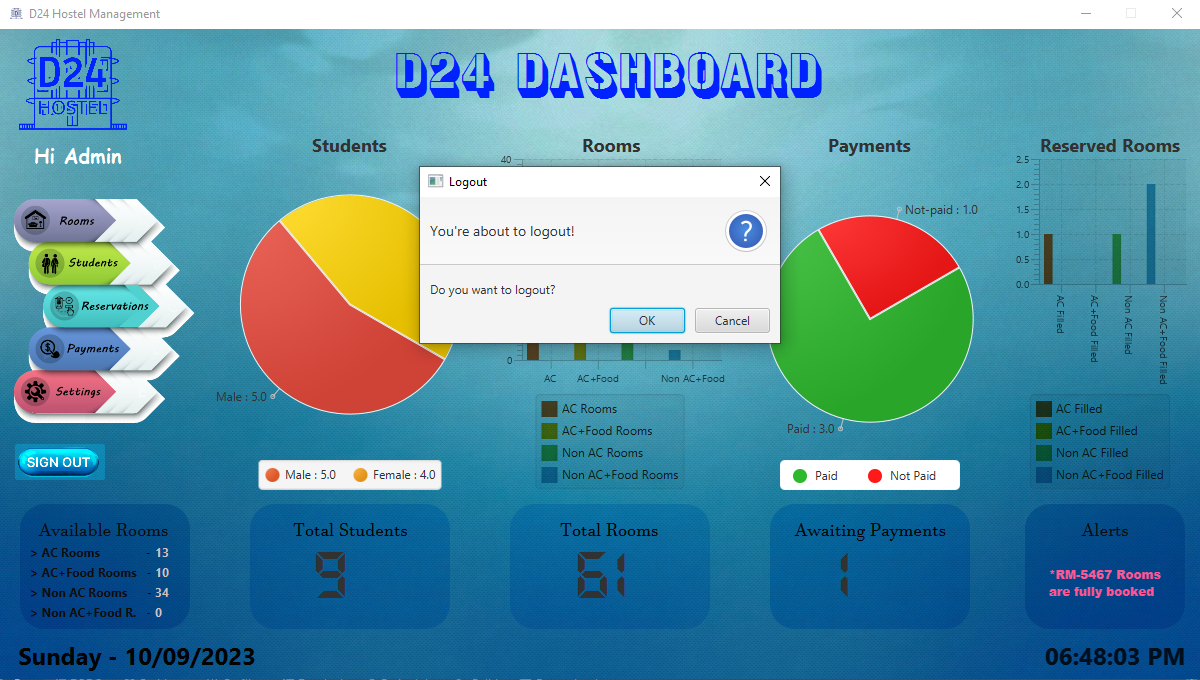 D24 Hostel Management
D24
HOSTEL
D24 DASHBOARD
Hi Admin
Rooms
Students
Reservations
Payments
Settings
SIGN OUT
Students
Male : 5.0
Male : 5.0 Female : 4.0
Rooms
40
0
AC AC+Food Non AC+Food
AC Rooms
AC+Food Rooms
Non AC Rooms
Non AC+Food Rooms
Logout
You're about to logout!
?
Do you want to logout?
OK Cancel
Payments
Not-paid : 1.0
Paid : 3.0
Paid Not Paid
Reserved Rooms
2.5
2.0
1.5
1.0
0.5
0.0
AC Filled
AC+Food Filled
Non AC Filled
Non AC+Food Filled
AC Filled
AC+Food Filled
Non AC Filled
Non AC+Food Filled
Available Rooms
> AC Rooms - 13
> AC+Food Rooms - 10
> Non AC Rooms - 34
> Non AC+Food R. - 0
Total Students
9
Total Rooms
61
Awaiting Payments
1
Alerts
*RM-5467 Rooms
are fully booked
Sunday - 10/09/2023
06:48:03 PM